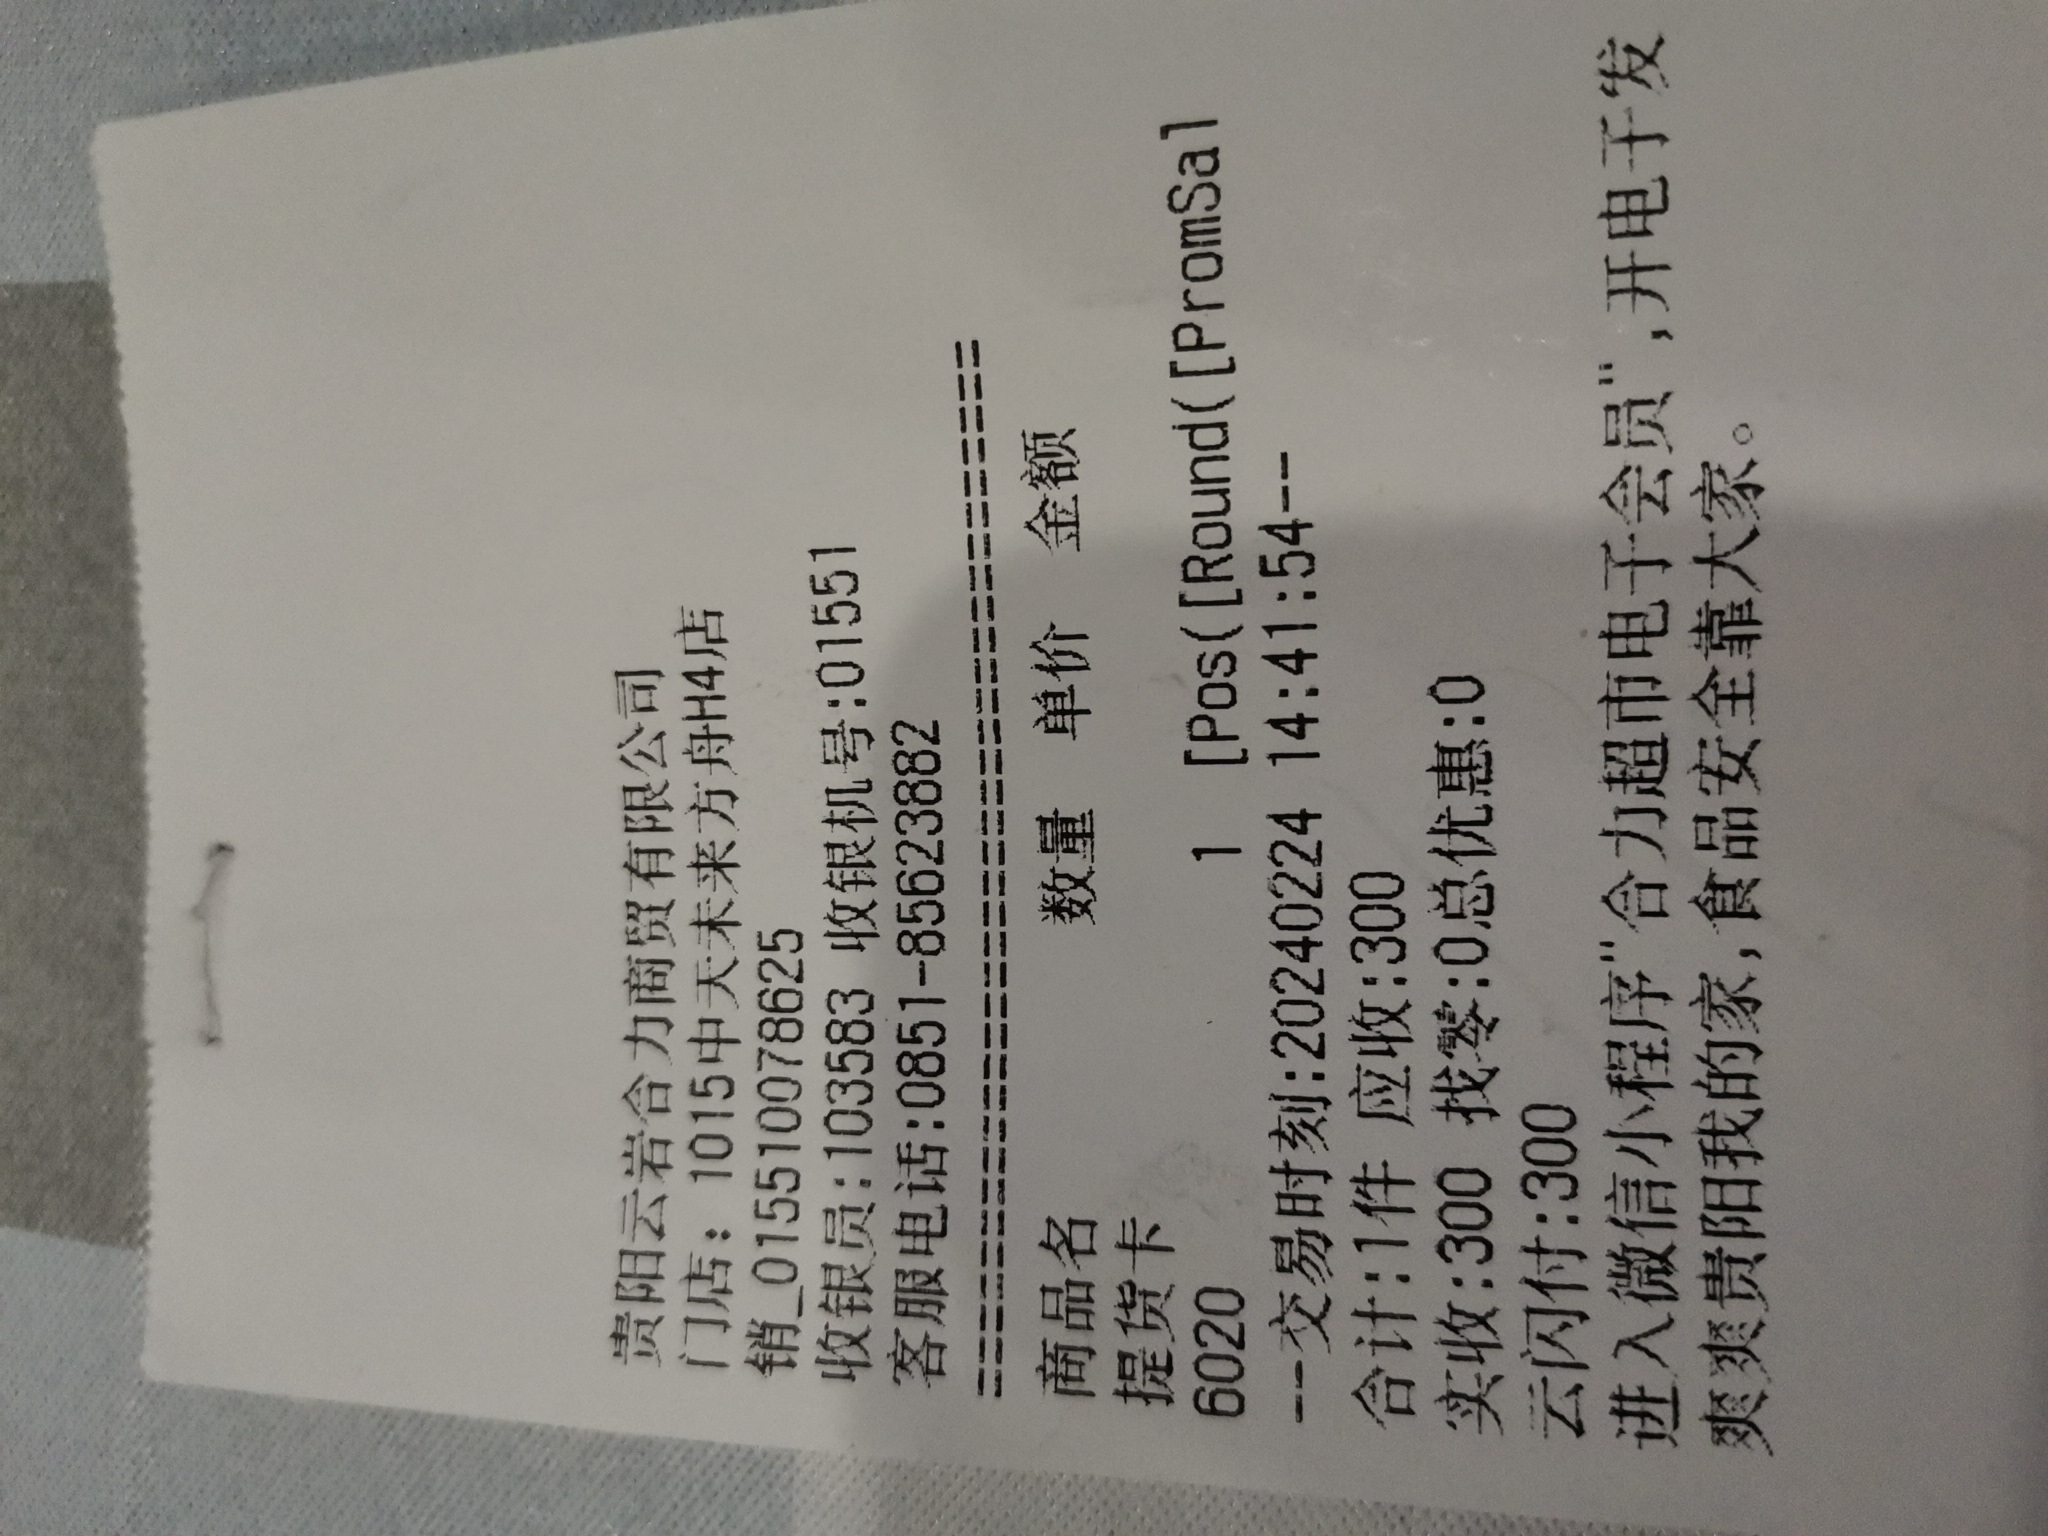 贵阳云岩合力商贸有限公司
门店: 1015中天未来方舟H4店
销_015510078625
收银员:103583 收银机号:01551
客服电话:0851-85623882
================================
商品名 数量 单价 金额
提货卡
6020 1 [Pos([Round([PromSal
---交易时刻:20240224 14:41:54---
合计:1件 应收:300
实收:300 找零:0总优惠:0
云闪付:300
进入微信小程序"合力超市电子会员",开电子发
爽爽贵阳我的家,食品安全靠大家。